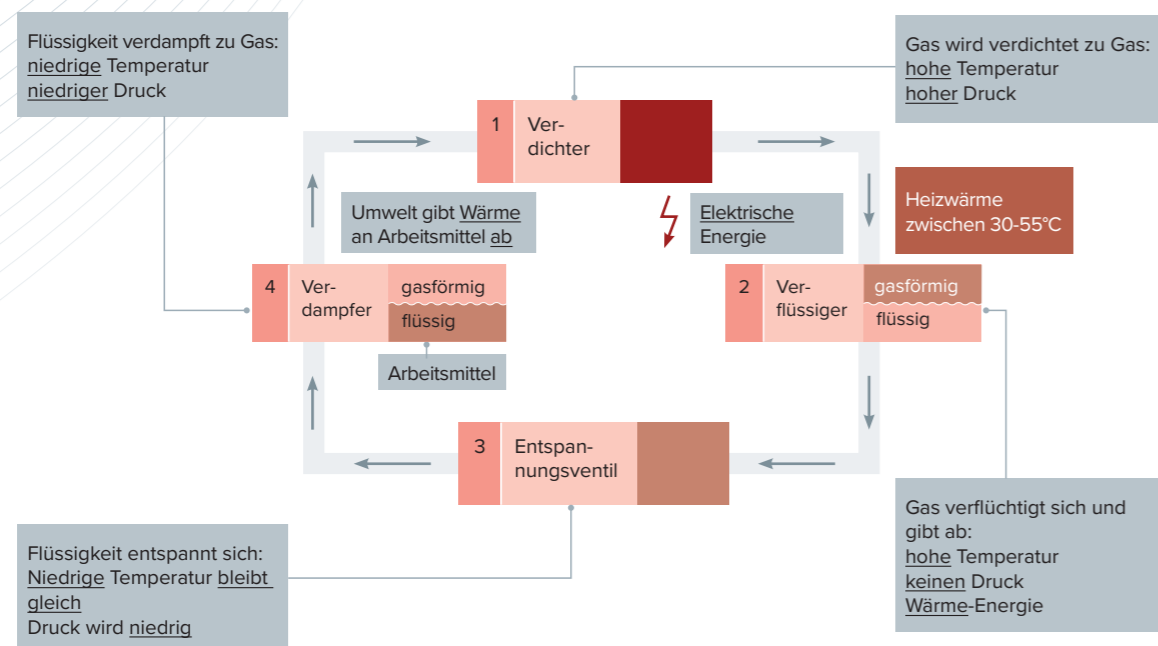 Flüssigkeit verdampft zu Gas:
niedrige Temperatur
niedriger Druck
Gas wird verdichtet zu Gas:
hohe Temperatur
hoher Druck
1
Ver-
dichter
Umwelt gibt Wärme
an Arbeitsmittel ab
Elektrische
Energie
Heizwärme
zwischen 30-55°C
4
Ver-
dampfer
gasförmig
flüssig
Arbeitsmittel
2
Ver-
flüssiger
gasförmig
flüssig
3
Entspan-
nungsventil
Flüssigkeit entspannt sich:
Niedrige Temperatur bleibt
gleich
Druck wird niedrig
Gas verflüchtigt sich und
gibt ab:
hohe Temperatur
keinen Druck
Wärme-Energie